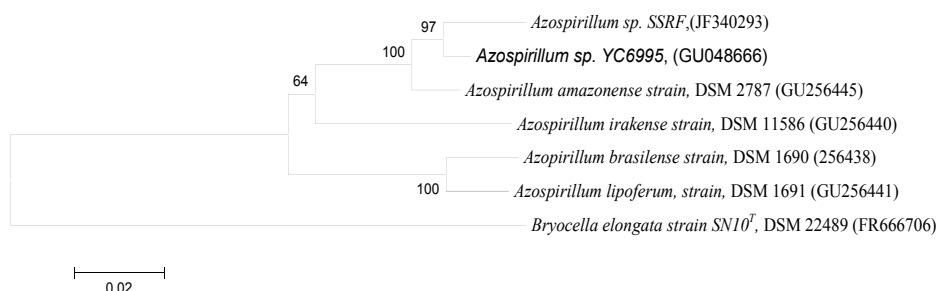 97
Azospirillum sp. SSRF,(JF340293)
100
Azospirillum sp. YC6995, (GU048666)
64
Azospirillum amazonense strain, DSM 2787 (GU256445)
Azospirillum irakense strain, DSM 11586 (GU256440)
Azopirillum brasilense strain, DSM 1690 (256438)
100
Azospirillum lipoferum, strain, DSM 1691 (GU256441)
Bryocella elongata strain SN10^T, DSM 22489 (FR666706)
0.02